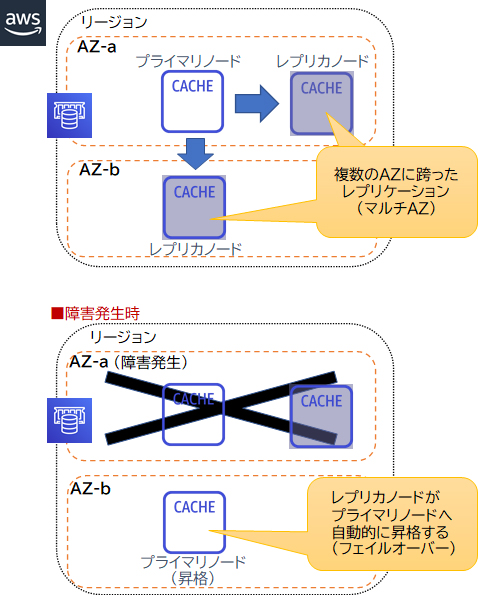 aws
リージョン
AZ-a
プライマリノード
レプリカノード
CACHE
CACHE
AZ-b
複数のAZに跨った
レプリケーション
（マルチAZ）
CACHE
レプリカノード
■障害発生時
リージョン
AZ-a（障害発生）
CACHE
CACHE
AZ-b
CACHE
レプリカノードが
プライマリノードへ
自動的に昇格する
（フェイルオーバー）
プライマリノード
（昇格）